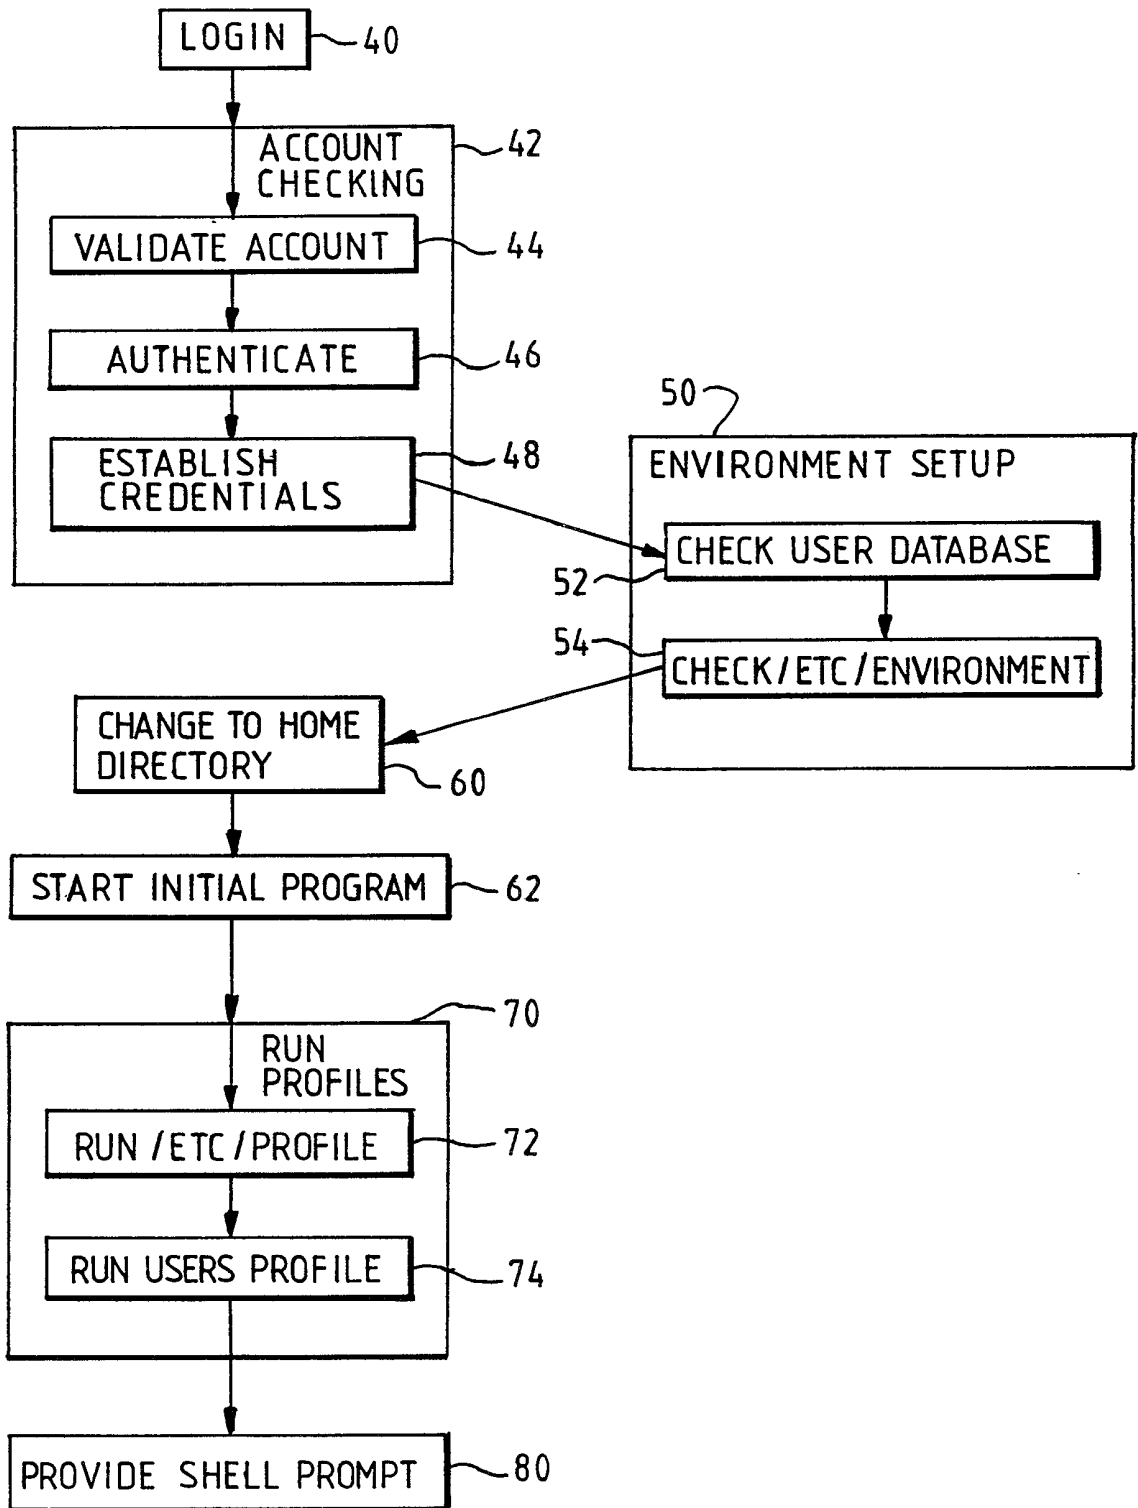 LOGIN
40
ACCOUNT
CHECKING
42
VALIDATE ACCOUNT
44
AUTHENTICATE
46
ESTABLISH
CREDENTIALS
48
50
ENVIRONMENT SETUP
CHECK USER DATABASE
52
54
CHECK/ETC/ENVIRONMENT
CHANGE TO HOME
DIRECTORY
60
START INITIAL PROGRAM
62
70
RUN
PROFILES
RUN /ETC/PROFILE
72
RUN USERS PROFILE
74
PROVIDE SHELL PROMPT
80